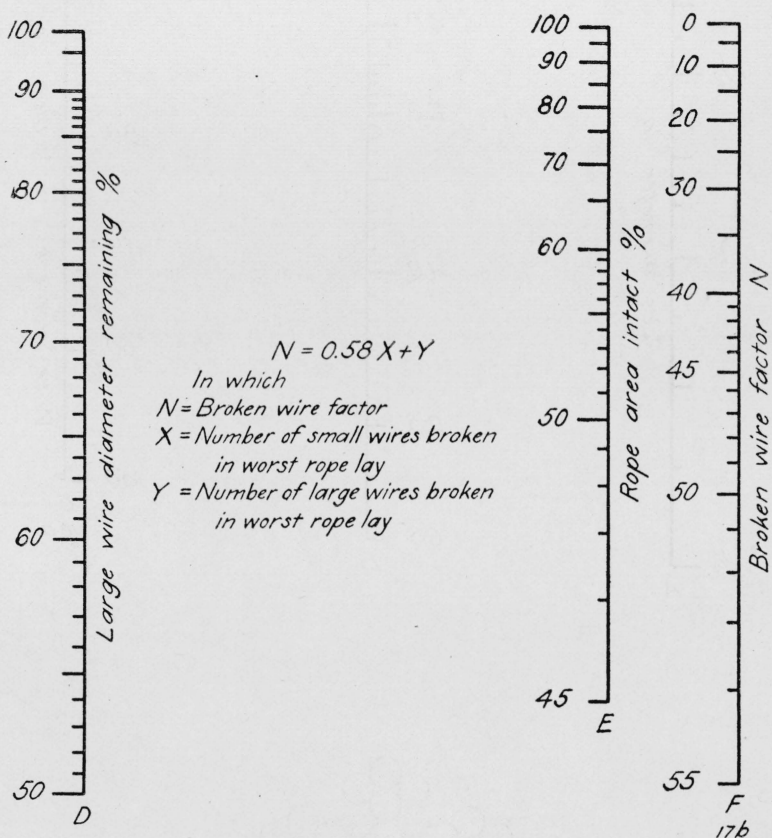 100
90
80
70
60
50
Large wire diameter remaining %
D
N = 0.58 X + Y
In which
N = Broken wire factor
X = Number of small wires broken
in worst rope lay
Y = Number of large wires broken
in worst rope lay
100
90
80
70
60
50
45
Rope area intact %
E
0
10
20
30
40
45
50
55
Broken wire factor N
F
17b